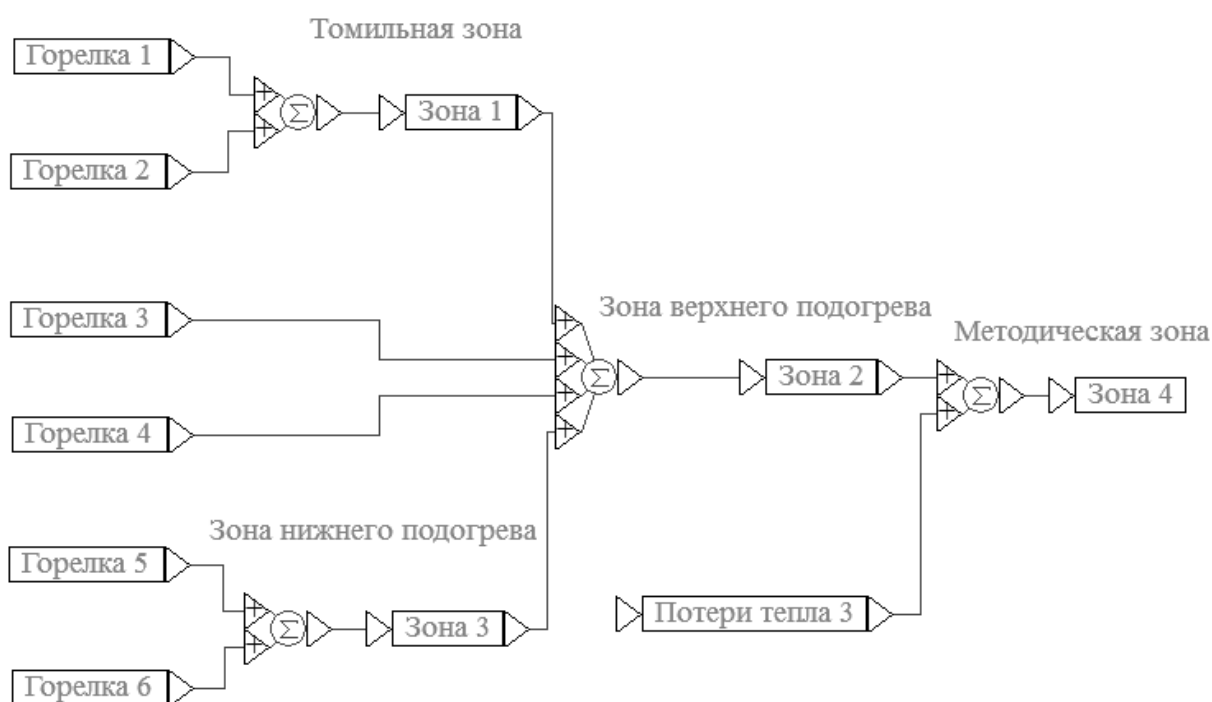 Томильная зона
Горелка 1
Зона 1
Горелка 2
Горелка 3
Зона верхнего подогрева
Методическая зона
Зона 2
Зона 4
Горелка 4
Зона нижнего подогрева
Горелка 5
Потери тепла 3
Зона 3
Горелка 6
+
+
Σ
+
+
+
+
Σ
+
+
Σ
+
+
Σ